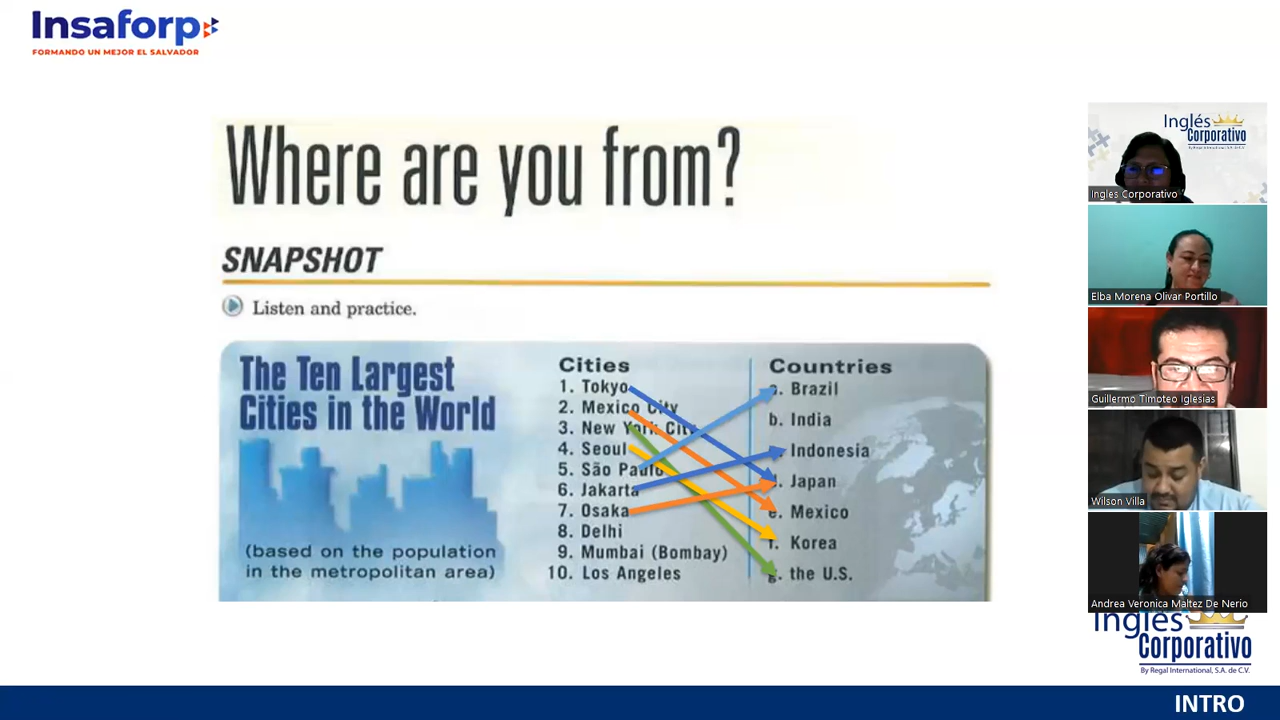 Insaforp
FORMANDO UN MEJOR EL SALVADOR
Where are you from?
SNAPSHOT
Listen and practice.
The Ten Largest
Cities in the World
(based on the population
in the metropolitan area)
Cities
1. Tokyo
2. Mexico City
3. New York City
4. Seoul
5. São Paulo
6. Jakarta
7. Osaka
8. Delhi
9. Mumbai (Bombay)
10. Los Angeles
Countries
a. Brazil
b. India
Indonesia
d. Japan
e. Mexico
f. Korea
g. the U.S.
Inglés
Corporativo
By Regal International, S.A. de C.V.
Ingles Corporativo
Elba Morena Olivar Portillo
Guillermo Timoteo Iglesias
Wilson Villa
Andrea Veronica Maltez De Nerio
Inglés
Corporativo
By Regal International, S.A. de C.V.
INTRO